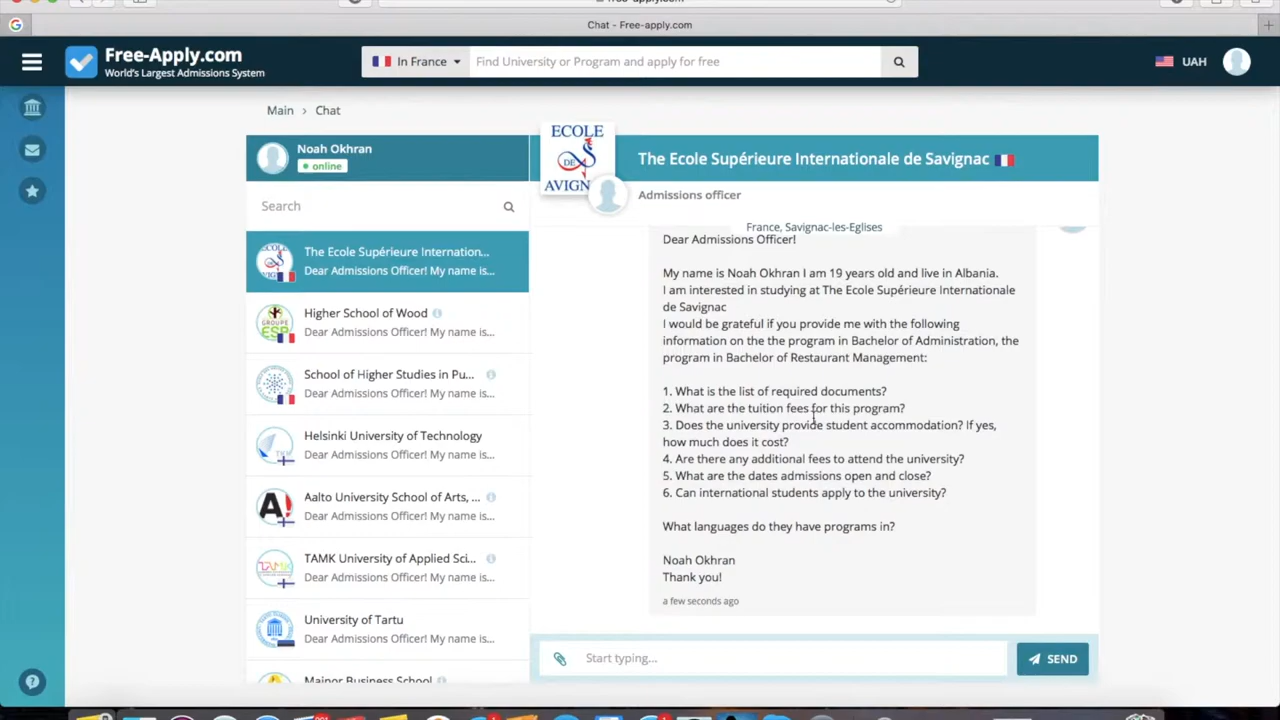 Chat - Free-apply.com
Free-Apply.com
World's Largest Admissions System
In France
Find University or Program and apply for free
UAH
Main > Chat
Noah Okhran
online
Search
The Ecole Supérieure Internation...
Dear Admissions Officer! My name is...
Higher School of Wood
Dear Admissions Officer! My name is...
School of Higher Studies in Pu...
Dear Admissions Officer! My name is...
Helsinki University of Technology
Dear Admissions Officer! My name is...
Aalto University School of Arts, ...
Dear Admissions Officer! My name is...
TAMK University of Applied Sci...
Dear Admissions Officer! My name is...
University of Tartu
Dear Admissions Officer! My name is...
Mainor Business School
ECOLE
DE
The Ecole Supérieure Internationale de Savignac
Admissions officer
France, Savignac-les-Eglises
Dear Admissions Officer!
My name is Noah Okhran I am 19 years old and live in Albania.
I am interested in studying at The Ecole Supérieure Internationale
de Savignac
I would be grateful if you provide me with the following
information on the the program in Bachelor of Administration, the
program in Bachelor of Restaurant Management:
1. What is the list of required documents?
2. What are the tuition fees for this program?
3. Does the university provide student accommodation? If yes,
how much does it cost?
4. Are there any additional fees to attend the university?
5. What are the dates admissions open and close?
6. Can international students apply to the university?
What languages do they have programs in?
Noah Okhran
Thank you!
a few seconds ago
Start typing...
SEND